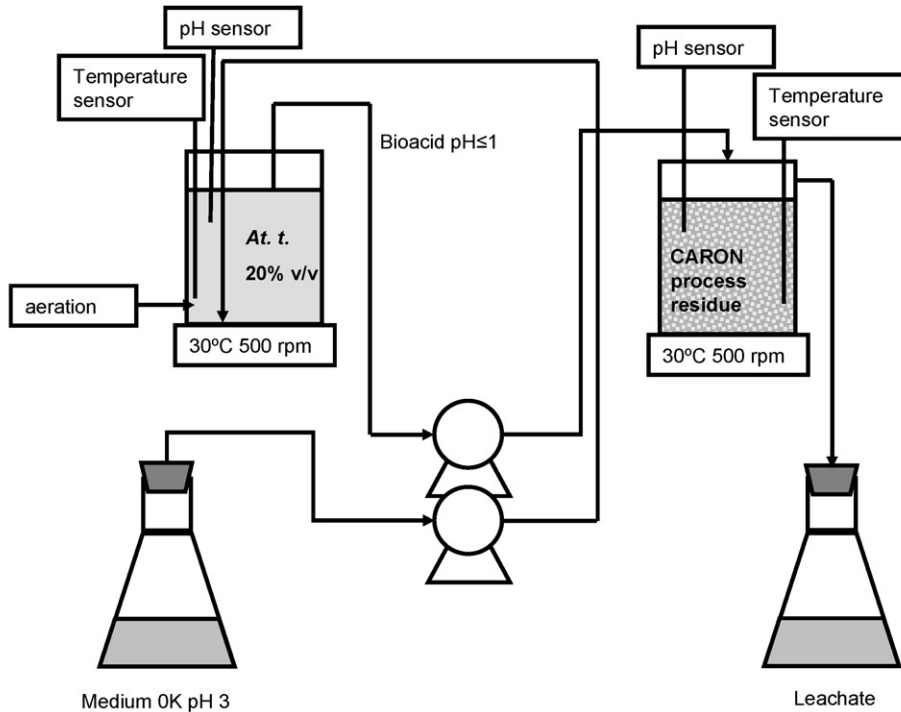 pH sensor
Temperature
sensor
pH sensor
Temperature
sensor
Bioacid pH≤1
At. t.
20% v/v
CARON
process
residue
aeration
30ºC 500 rpm
30ºC 500 rpm
Medium 0K pH 3
Leachate